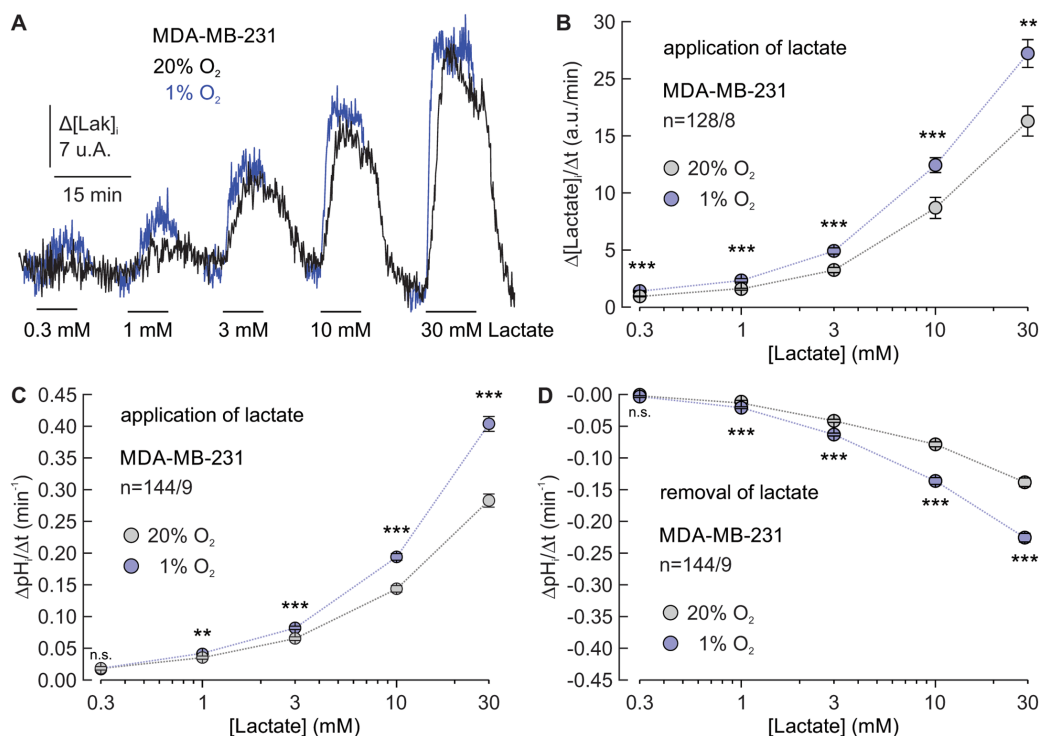 A
MDA-MB-231
20% O₂
1% O₂
Δ[Lak]ᵢ
7 u.A.
15 min
0.3 mM
1 mM
3 mM
10 mM
30 mM Lactate
B
Δ[Lactate]ᵢ/Δt (a.u./min)
30
25
20
15
10
5
0
application of lactate
MDA-MB-231
n=128/8
20% O₂
1% O₂
***
***
***
***
**
0.3
1
3
10
30
[Lactate] (mM)
C
ΔpHᵢ/Δt (min⁻¹)
0.45
0.40
0.35
0.30
0.25
0.20
0.15
0.10
0.05
0.00
application of lactate
MDA-MB-231
n=144/9
20% O₂
1% O₂
n.s.
**
***
***
***
0.3
1
3
10
30
[Lactate] (mM)
D
ΔpHᵢ/Δt (min⁻¹)
-0.00
-0.05
-0.10
-0.15
-0.20
-0.25
-0.30
-0.35
-0.40
-0.45
n.s.
***
***
***
***
removal of lactate
MDA-MB-231
n=144/9
20% O₂
1% O₂
0.3
1
3
10
30
[Lactate] (mM)